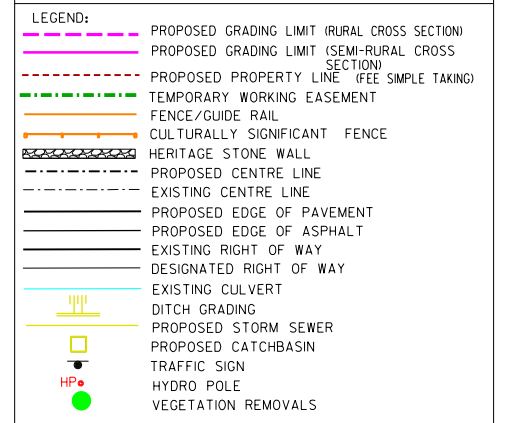 LEGEND:
PROPOSED GRADING LIMIT (RURAL CROSS SECTION)
PROPOSED GRADING LIMIT (SEMI-RURAL CROSS
SECTION)
PROPOSED PROPERTY LINE (FEE SIMPLE TAKING)
TEMPORARY WORKING EASEMENT
FENCE/GUIDE RAIL
CULTURALLY SIGNIFICANT FENCE
HERITAGE STONE WALL
PROPOSED CENTRE LINE
EXISTING CENTRE LINE
PROPOSED EDGE OF PAVEMENT
PROPOSED EDGE OF ASPHALT
EXISTING RIGHT OF WAY
DESIGNATED RIGHT OF WAY
EXISTING CULVERT
DITCH GRADING
PROPOSED STORM SEWER
PROPOSED CATCHBASIN
TRAFFIC SIGN
HP HYDRO POLE
VEGETATION REMOVALS